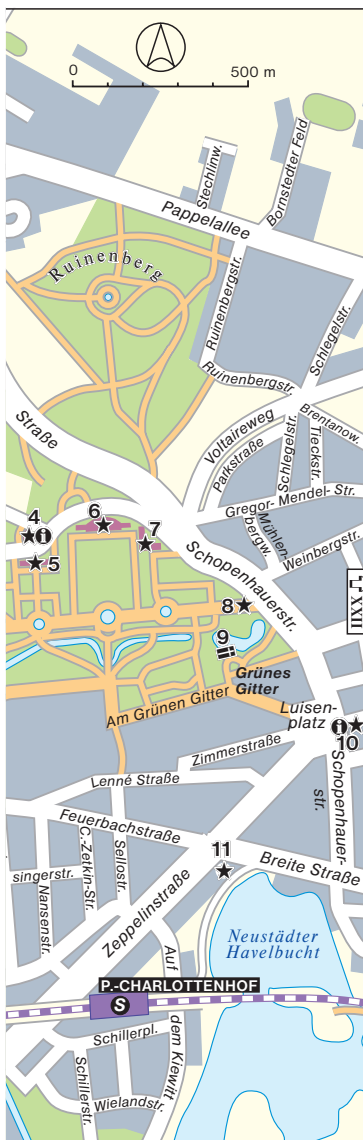 0 500 m
Stechlinw.
Bornstedter Feld
Pappelallee
Ruinenberg
Ruinenbergstr.
Schlegelstr.
Ruinenbergstr.
Straße
Voltaireweg
Parkstraße
Schlegelstr.
Tieckstr.
Brentanow.
Gregor-Mendel-Str.
Mühlen-
bergw.
Weinbergstr.
4
i
5
6
7
Schopenhauerstr.
XXII
8
9
Grünes
Gitter
Am Grünen Gitter
Luisen-
platz
i
10
Zimmerstraße
Schopenhauer-
str.
Lenné Straße
Feuerbachstraße
singerstr.
Nansenstr.
C.-Zetkin-Str.
Sellostr.
11
Breite Straße
Zeppelinstraße
Neustädter
Havelbucht
Auf
dem Kiewitt
P.-CHARLOTTENHOF
S
Schillerpl.
Schillerstr.
Wielandstr.